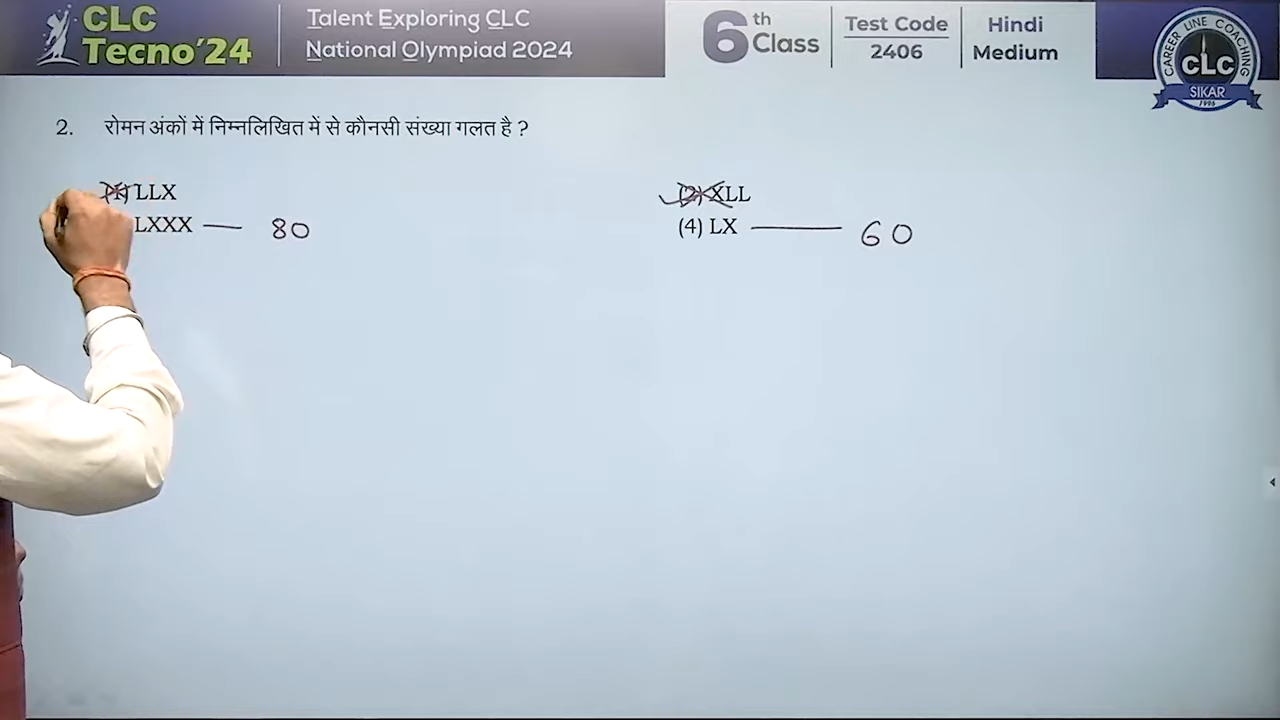 CLC
Tecno'24
Talent Exploring CLC
National Olympiad 2024
6th Class
Test Code
2406
Hindi
Medium
CAREER LINE COACHING
CLC
SIKAR
1996
2. रोमन अंकों में निम्नलिखित में से कौनसी संख्या गलत है ?
(1) LLX
(2) XLL
LXXX — 80
(4) LX — 60